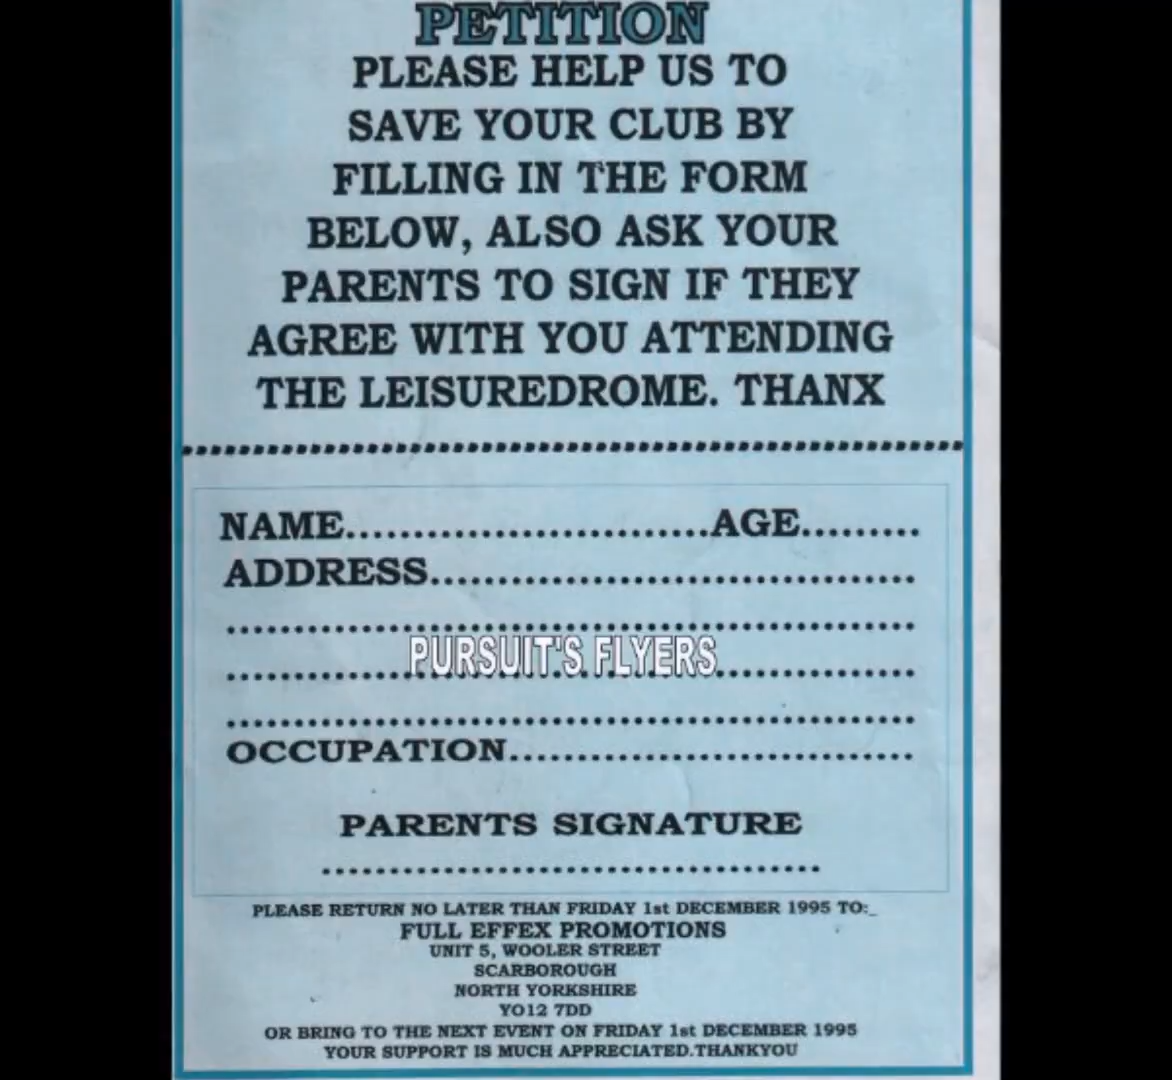 PETITION
PLEASE HELP US TO
SAVE YOUR CLUB BY
FILLING IN THE FORM
BELOW, ALSO ASK YOUR
PARENTS TO SIGN IF THEY
AGREE WITH YOU ATTENDING
THE LEISUREDROME. THANX
NAME...........................AGE.........
ADDRESS....................................
...................................................
PURSUIT'S FLYERS
...................................................
...................................................
OCCUPATION..............................
PARENTS SIGNATURE
.....................................
PLEASE RETURN NO LATER THAN FRIDAY 1st DECEMBER 1995 TO:_
FULL EFFEX PROMOTIONS
UNIT 5, WOOLER STREET
SCARBOROUGH
NORTH YORKSHIRE
YO12 7DD
OR BRING TO THE NEXT EVENT ON FRIDAY 1st DECEMBER 1995
YOUR SUPPORT IS MUCH APPRECIATED.THANKYOU